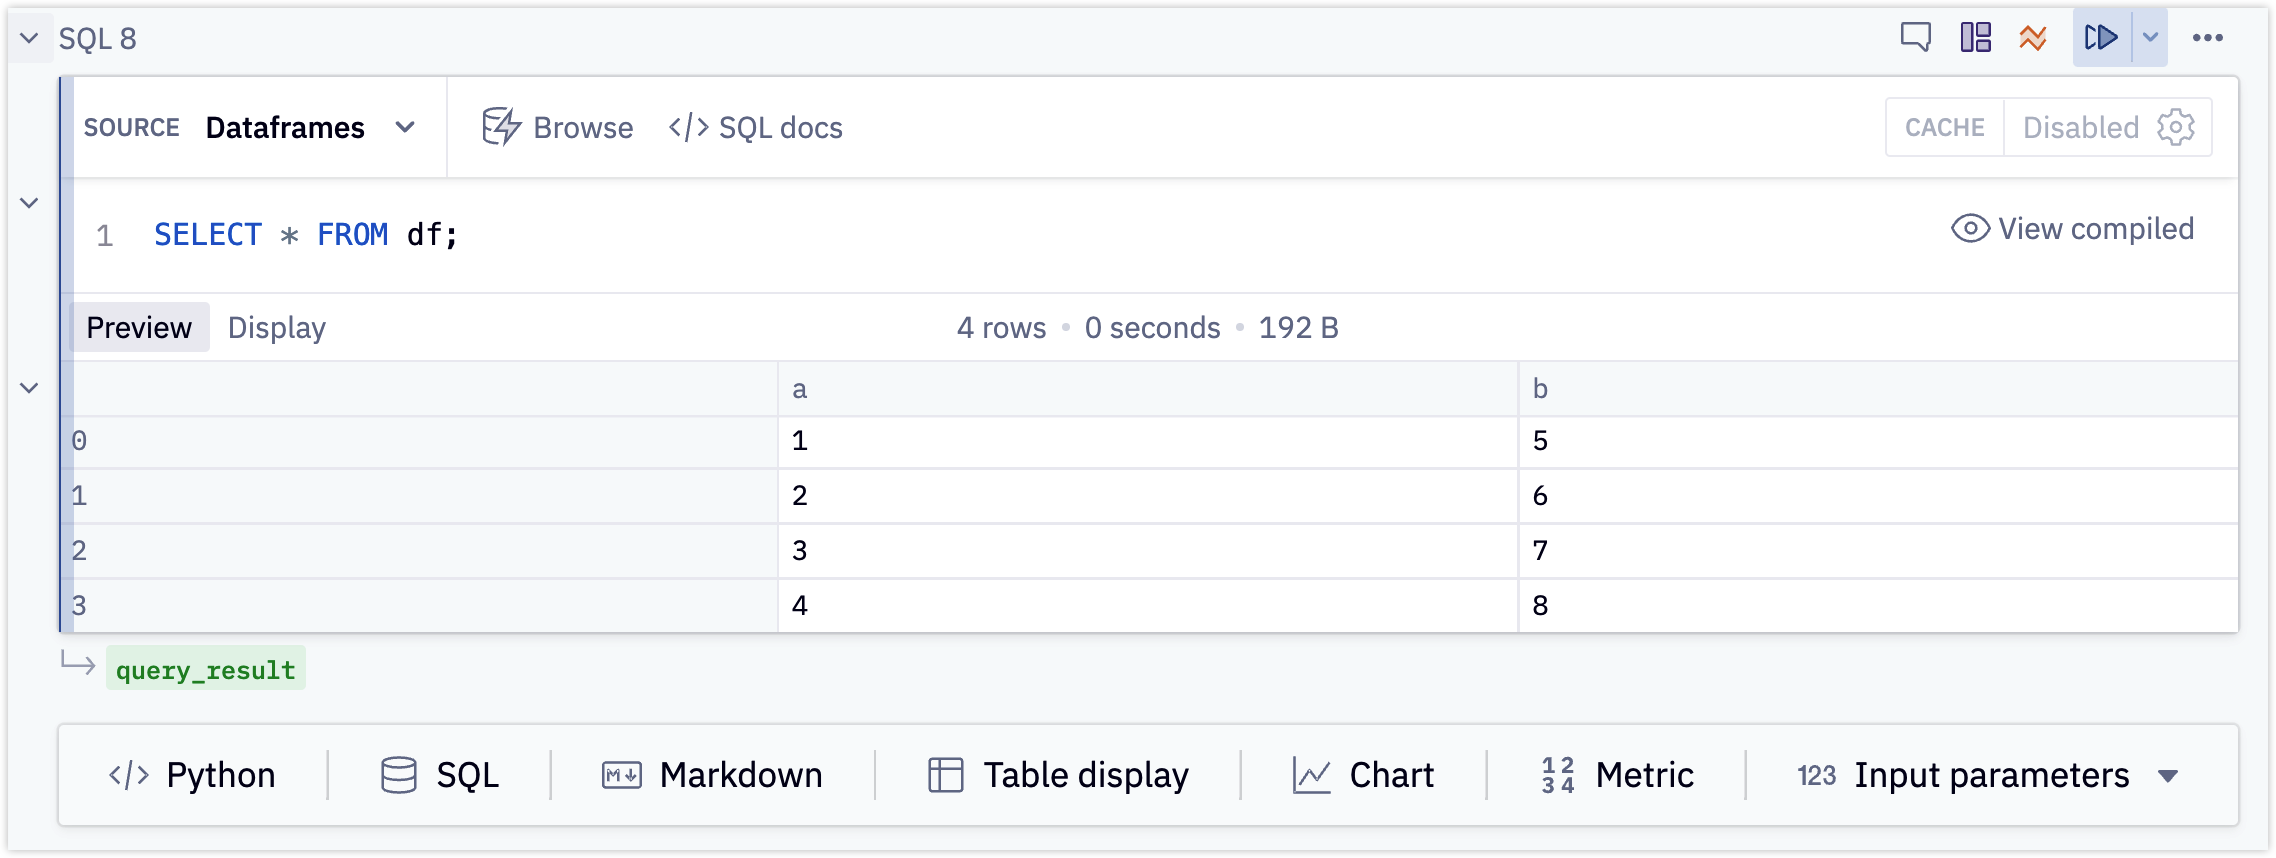 SQL 8
SOURCE Dataframes Browse </> SQL docs CACHE Disabled
1 SELECT * FROM df; View compiled
Preview Display 4 rows • 0 seconds • 192 B
a b
0 1 5
1 2 6
2 3 7
3 4 8
query_result
</> Python SQL M Markdown Table display Chart 1 2 3 4 Metric 123 Input parameters